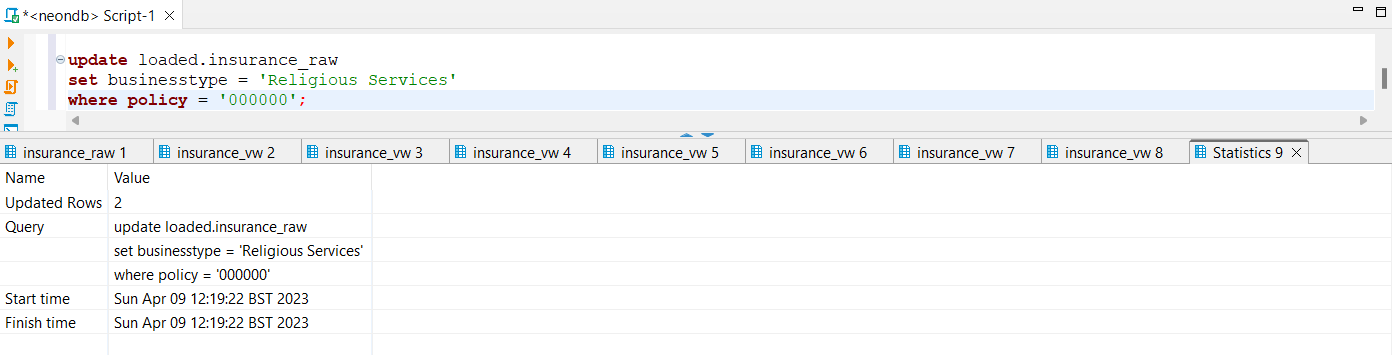 *<neondb> Script-1
update loaded.insurance_raw
set businesstype = 'Religious Services'
where policy = '000000';
insurance_raw 1 insurance_vw 2 insurance_vw 3 insurance_vw 4 insurance_vw 5 insurance_vw 6 insurance_vw 7 insurance_vw 8 Statistics 9
Name Value
Updated Rows 2
Query update loaded.insurance_raw
set businesstype = 'Religious Services'
where policy = '000000'
Start time Sun Apr 09 12:19:22 BST 2023
Finish time Sun Apr 09 12:19:22 BST 2023